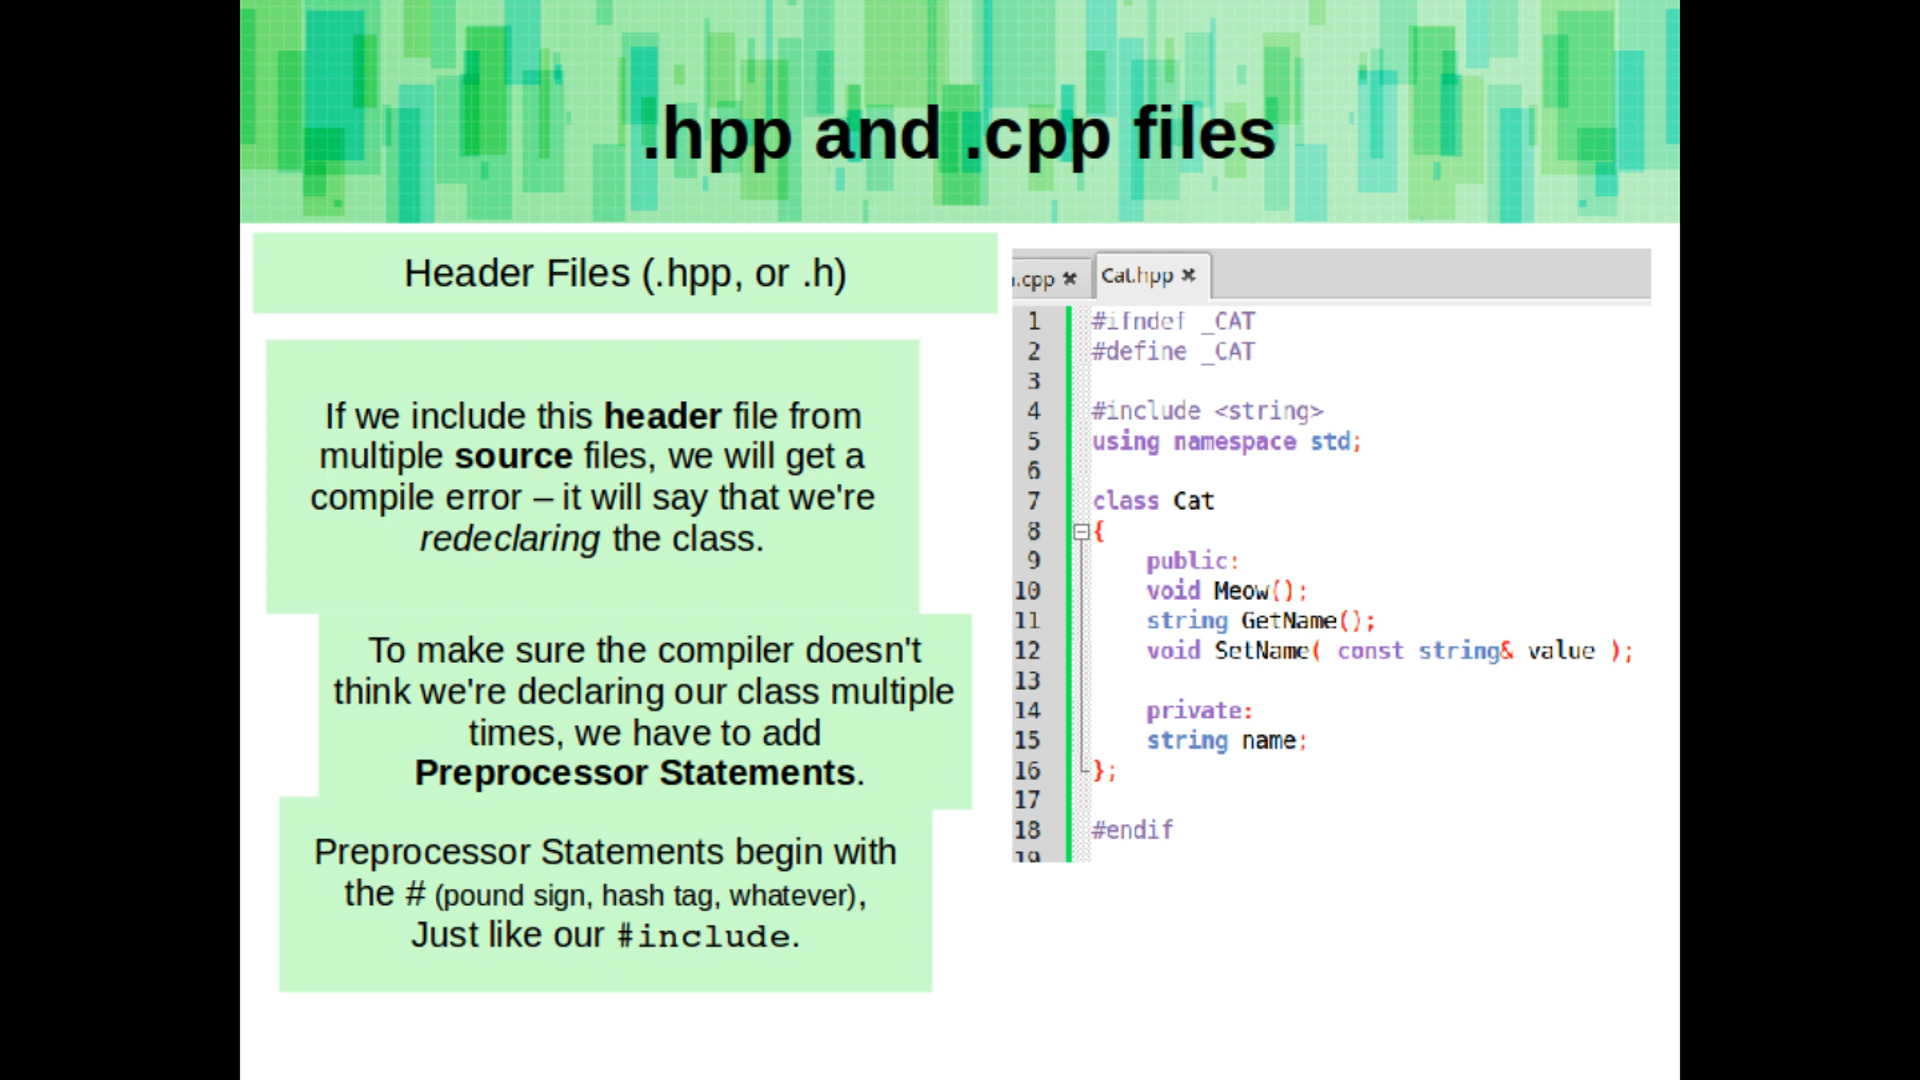 .hpp and .cpp files
Header Files (.hpp, or .h)
If we include this header file from
multiple source files, we will get a
compile error – it will say that we're
redeclaring the class.
To make sure the compiler doesn't
think we're declaring our class multiple
times, we have to add
Preprocessor Statements.
Preprocessor Statements begin with
the # (pound sign, hash tag, whatever),
Just like our #include.
.cpp ✖ Cat.hpp ✖
1 #ifndef _CAT
2 #define _CAT
3
4 #include <string>
5 using namespace std;
6
7 class Cat
8 {
9 public:
10 void Meow();
11 string GetName();
12 void SetName( const string& value );
13
14 private:
15 string name;
16 };
17
18 #endif
19